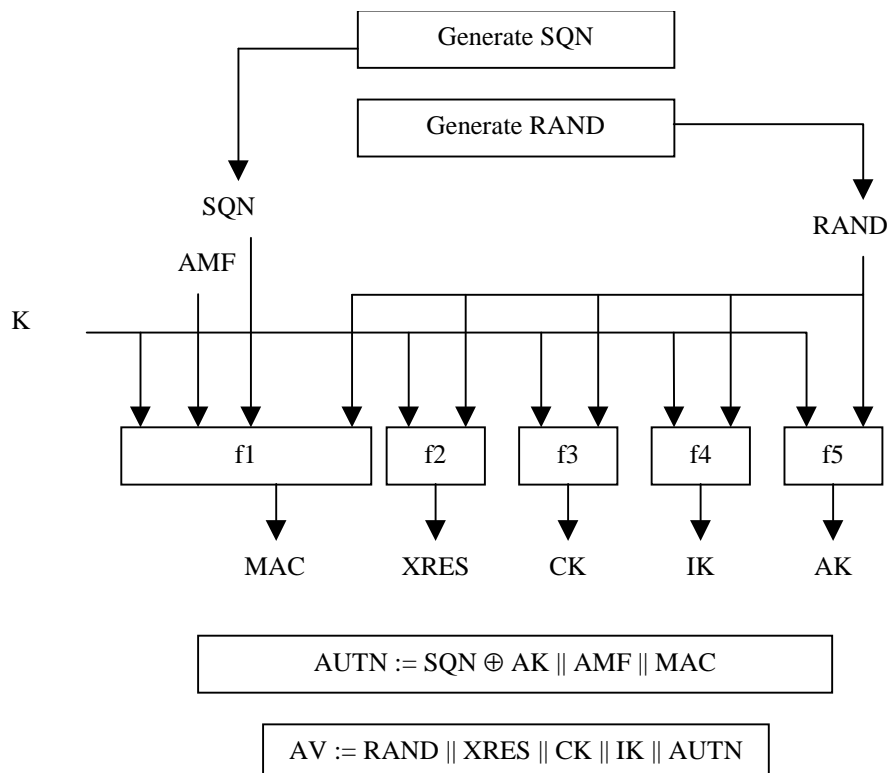 Generate SQN
Generate RAND
SQN
RAND
AMF
K
f1
f2
f3
f4
f5
MAC
XRES
CK
IK
AK
AUTN := SQN ⊕ AK || AMF || MAC
AV := RAND || XRES || CK || IK || AUTN